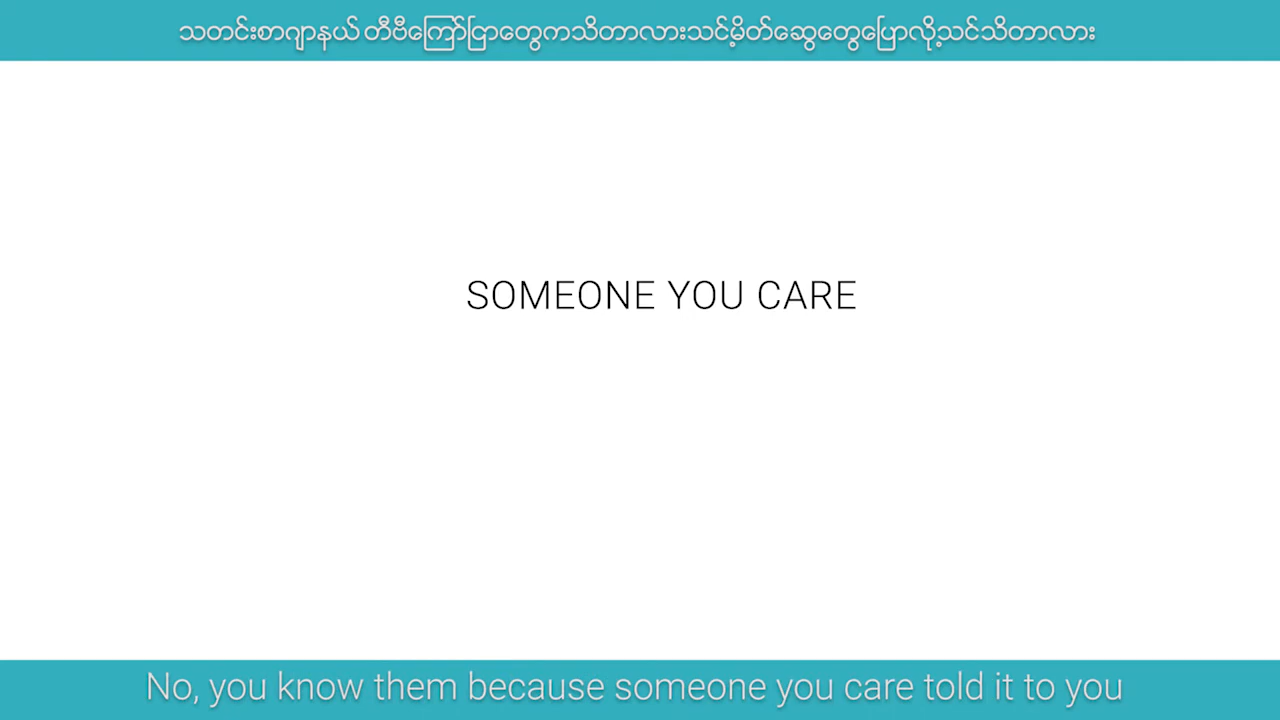 သတင်းစာဂျာနယ် တီဗီကြော်ငြာတွေကသိတာလားသင့်မိတ်ဆွေတွေပြောလို့သင်သိတာလား
SOMEONE YOU CARE
No, you know them because someone you care told it to you